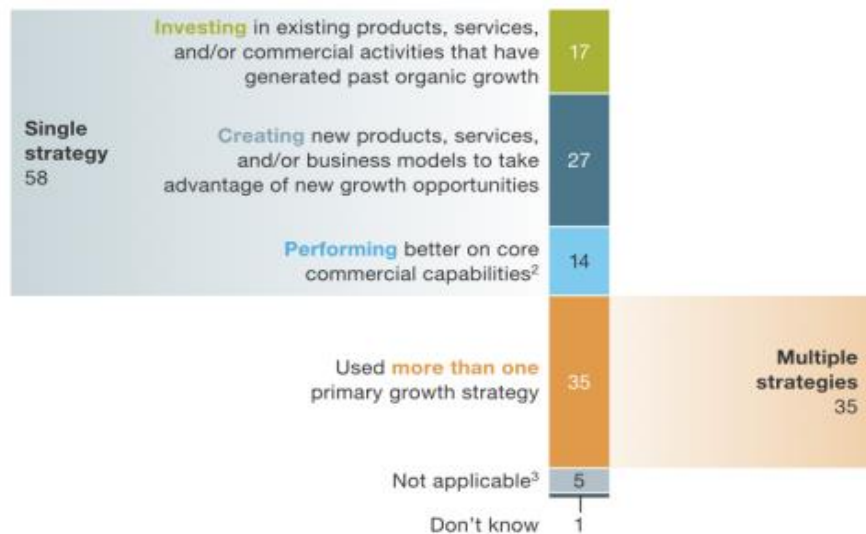 Investing in existing products, services,
and/or commercial activities that have
generated past organic growth
17
Single
strategy
58
Creating new products, services,
and/or business models to take
advantage of new growth opportunities
27
Performing better on core
commercial capabilities²
14
Used more than one
primary growth strategy
35
Multiple
strategies
35
Not applicable³
5
Don't know
1